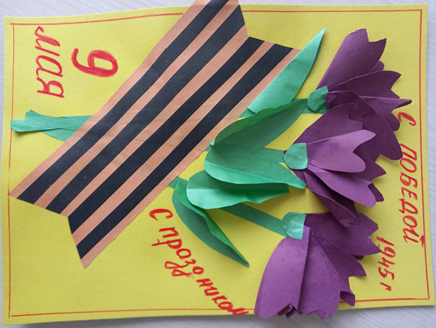 С ПОБЕДОЙ
1945 г
С праздником
9
мая